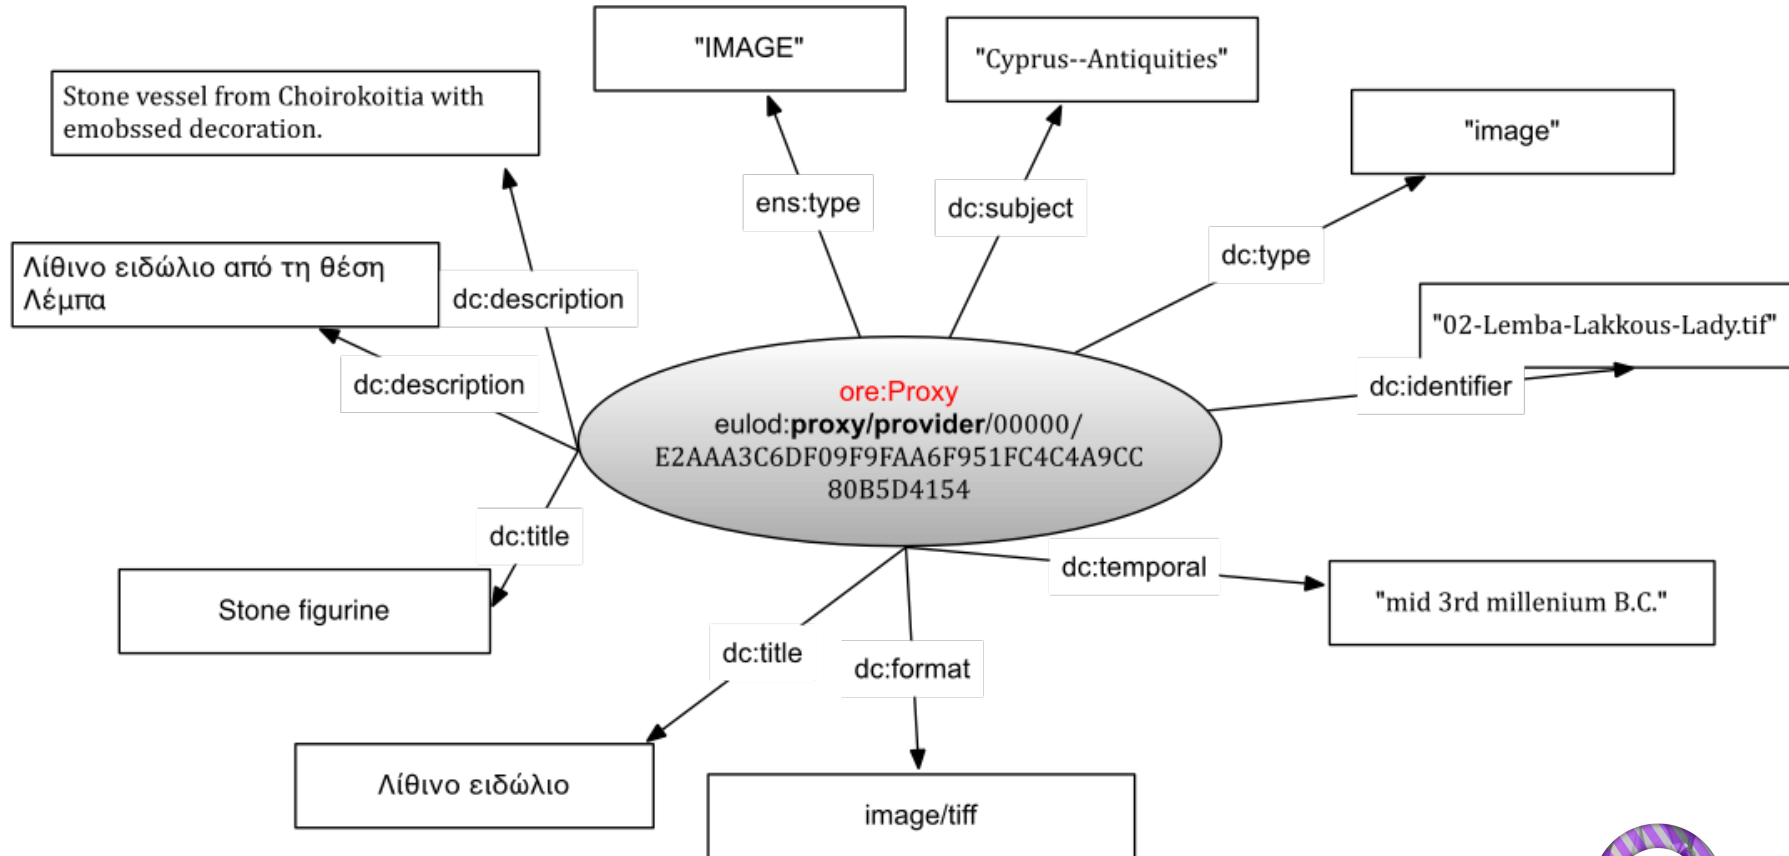 "IMAGE"
"Cyprus--Antiquities"
Stone vessel from Choirokoitia with
emobssed decoration.
"image"
ens:type
dc:subject
dc:type
Λίθινο ειδώλιο από τη θέση
Λέμπα
dc:description
"02-Lemba-Lakkous-Lady.tif"
dc:description
dc:identifier
ore:Proxy
eulod:proxy/provider/00000/
E2AAA3C6DF09F9FAA6F951FC4C4A9CC
80B5D4154
dc:title
dc:temporal
Stone figurine
"mid 3rd millenium B.C."
dc:title
dc:format
Λίθινο ειδώλιο
image/tiff